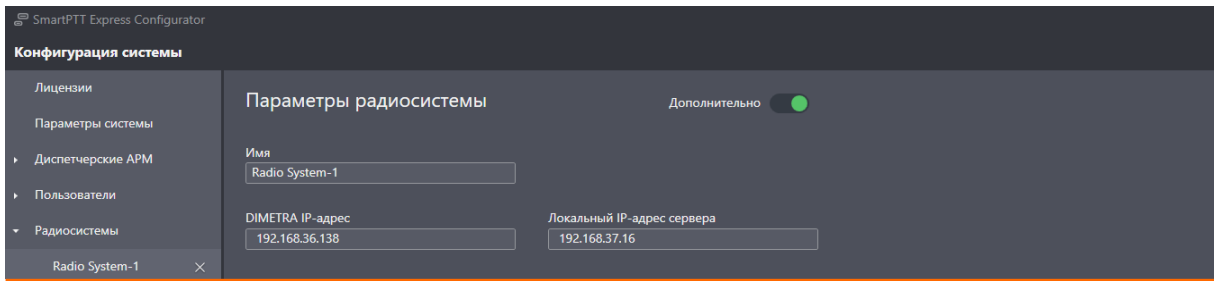 SmartPTT Express Configurator
Конфигурация системы
Лицензии
Параметры системы
Диспетчерские АРМ
Пользователи
Радиосистемы
Radio System-1
Параметры радиосистемы
Дополнительно
Имя
Radio System-1
DIMETRA IP-адрес
Локальный IP-адрес сервера
192.168.36.138
192.168.37.16